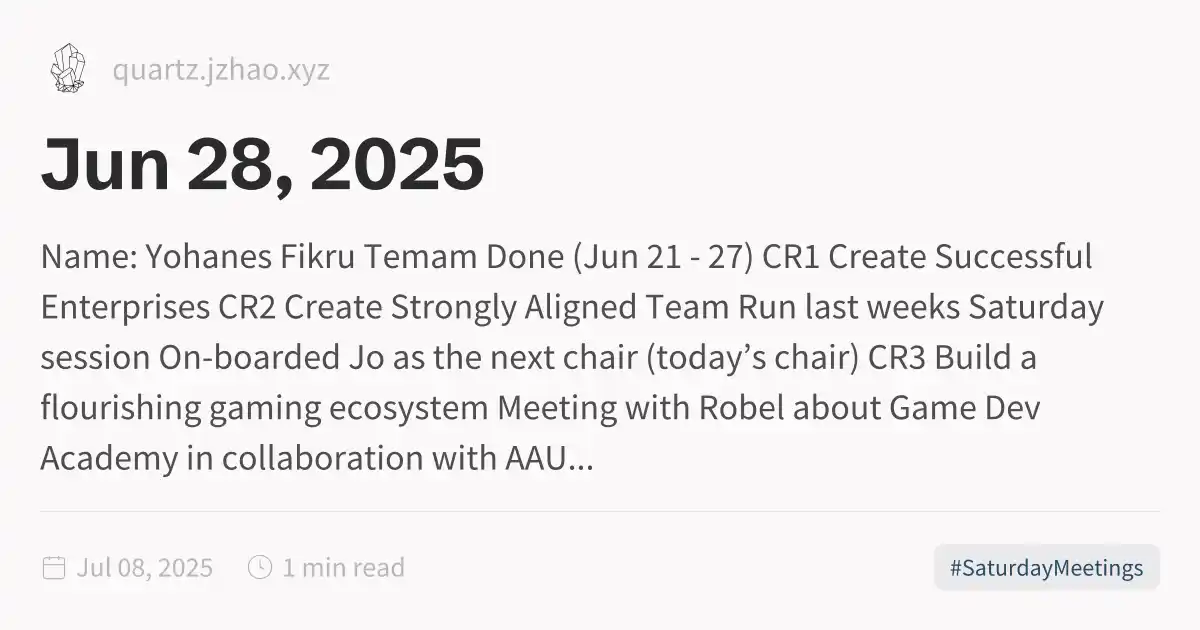 quartz.jzhao.xyz
Jun 28, 2025
Name: Yohanes Fikru Temam Done (Jun 21 - 27) CR1 Create Successful
Enterprises CR2 Create Strongly Aligned Team Run last weeks Saturday
session On-boarded Jo as the next chair (today’s chair) CR3 Build a
flourishing gaming ecosystem Meeting with Robel about Game Dev
Academy in collaboration with AAU...
Jul 08, 2025 1 min read #SaturdayMeetings